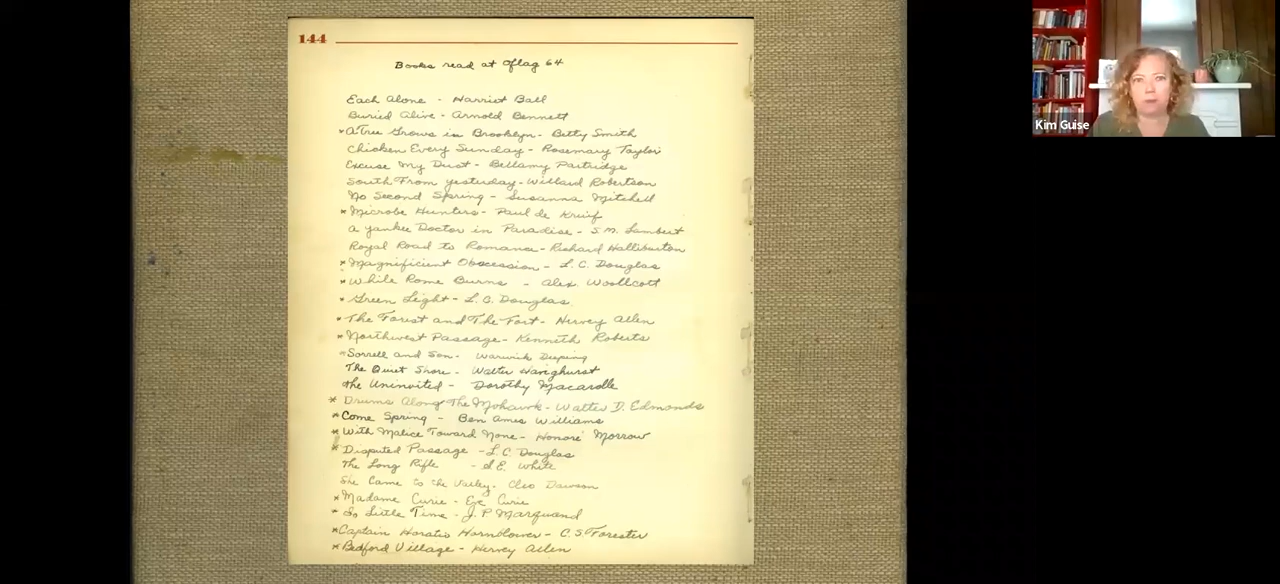 144
Books read at Oflag 64
Each Alone - Harriet Ball
Buried Alive - Arnold Bennett
*A Tree Grows in Brooklyn - Betty Smith
Chicken Every Sunday - Rosemary Taylor
Excuse My Dust - Bellamy Partridge
South From yesterday - Willard Robertson
No Second Spring - Susanna Mitchell
*Microbe Hunters - Paul de Kruif
A Yankee Doctor in Paradise - S.M. Lambert
Royal Road to Romance - Richard Halliburton
*Magnificient Obsession - L. C. Douglas
*While Rome Burns - Alex. Woollcott
*Green Light - L. C. Douglas
*The Forest and The Fort - Hervey Allen
*Northwest Passage - Kenneth Roberts
*Sorrell and Son - Warwick Deeping
The Quiet Shore - Walter Havighurst
the Uninvited - Dorothy Macardle
*Drums Along The Mohawk - Walter D. Edmonds
*Come Spring - Ben Ames Williams
*With Malice Toward None - Honoré Morrow
*Disputed Passage - L.C. Douglas
The Long Rifle - S.E. White
She Came to the Valley. Cleo Dawson
*Madame Curie - Eve Curie
*So Little Time - J. P. Marquand
*Captain Horatio Hornblower - C.S. Forester
*Bedford Village - Hervey Allen
Kim Guise